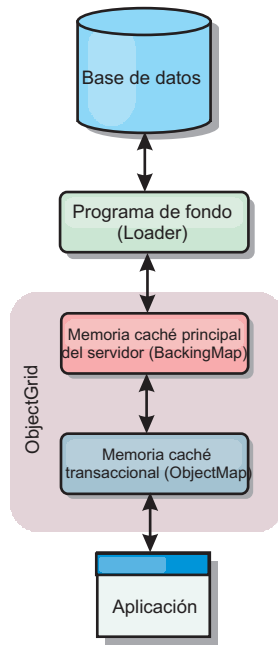 Base de datos
Programa de fondo
(Loader)
ObjectGrid
Memoria caché principal
del servidor (BackingMap)
Memoria caché
transaccional (ObjectMap)
Aplicación